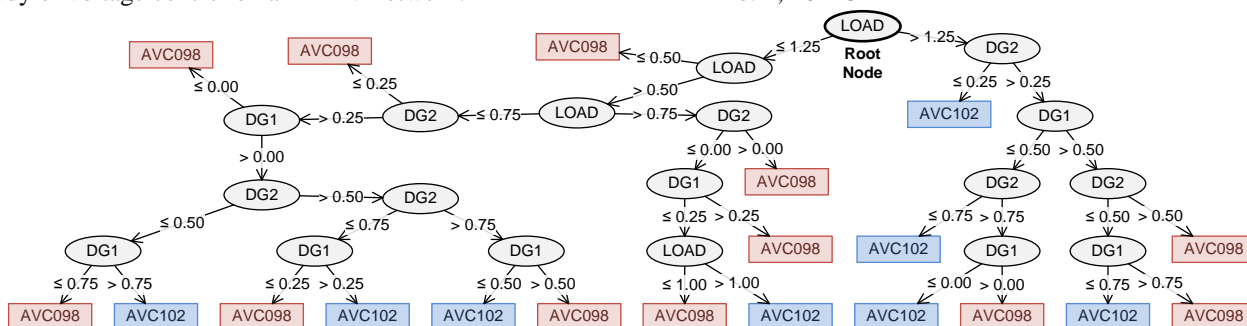 LOAD
AVC098
AVC098
AVC098
≤ 1.25
> 1.25
Root
Node
DG2
≤ 0.50
LOAD
≤ 0.00
≤ 0.25
> 0.50
≤ 0.25
> 0.25
DG1
> 0.25
DG2
≤ 0.75
LOAD
> 0.75
DG2
AVC102
DG1
> 0.00
≤ 0.00
> 0.00
≤ 0.50
> 0.50
DG2
> 0.50
DG2
DG1
AVC098
DG2
DG2
≤ 0.50
≤ 0.75
> 0.75
≤ 0.25
> 0.25
≤ 0.75
> 0.75
≤ 0.50
> 0.50
DG1
DG1
DG1
LOAD
AVC098
AVC102
DG1
DG1
AVC098
≤ 0.75
> 0.75
≤ 0.25
> 0.25
≤ 0.50
> 0.50
≤ 1.00
> 1.00
≤ 0.00
> 0.00
≤ 0.75
> 0.75
AVC098
AVC102
AVC098
AVC102
AVC102
AVC098
AVC098
AVC102
AVC102
AVC098
AVC102
AVC098